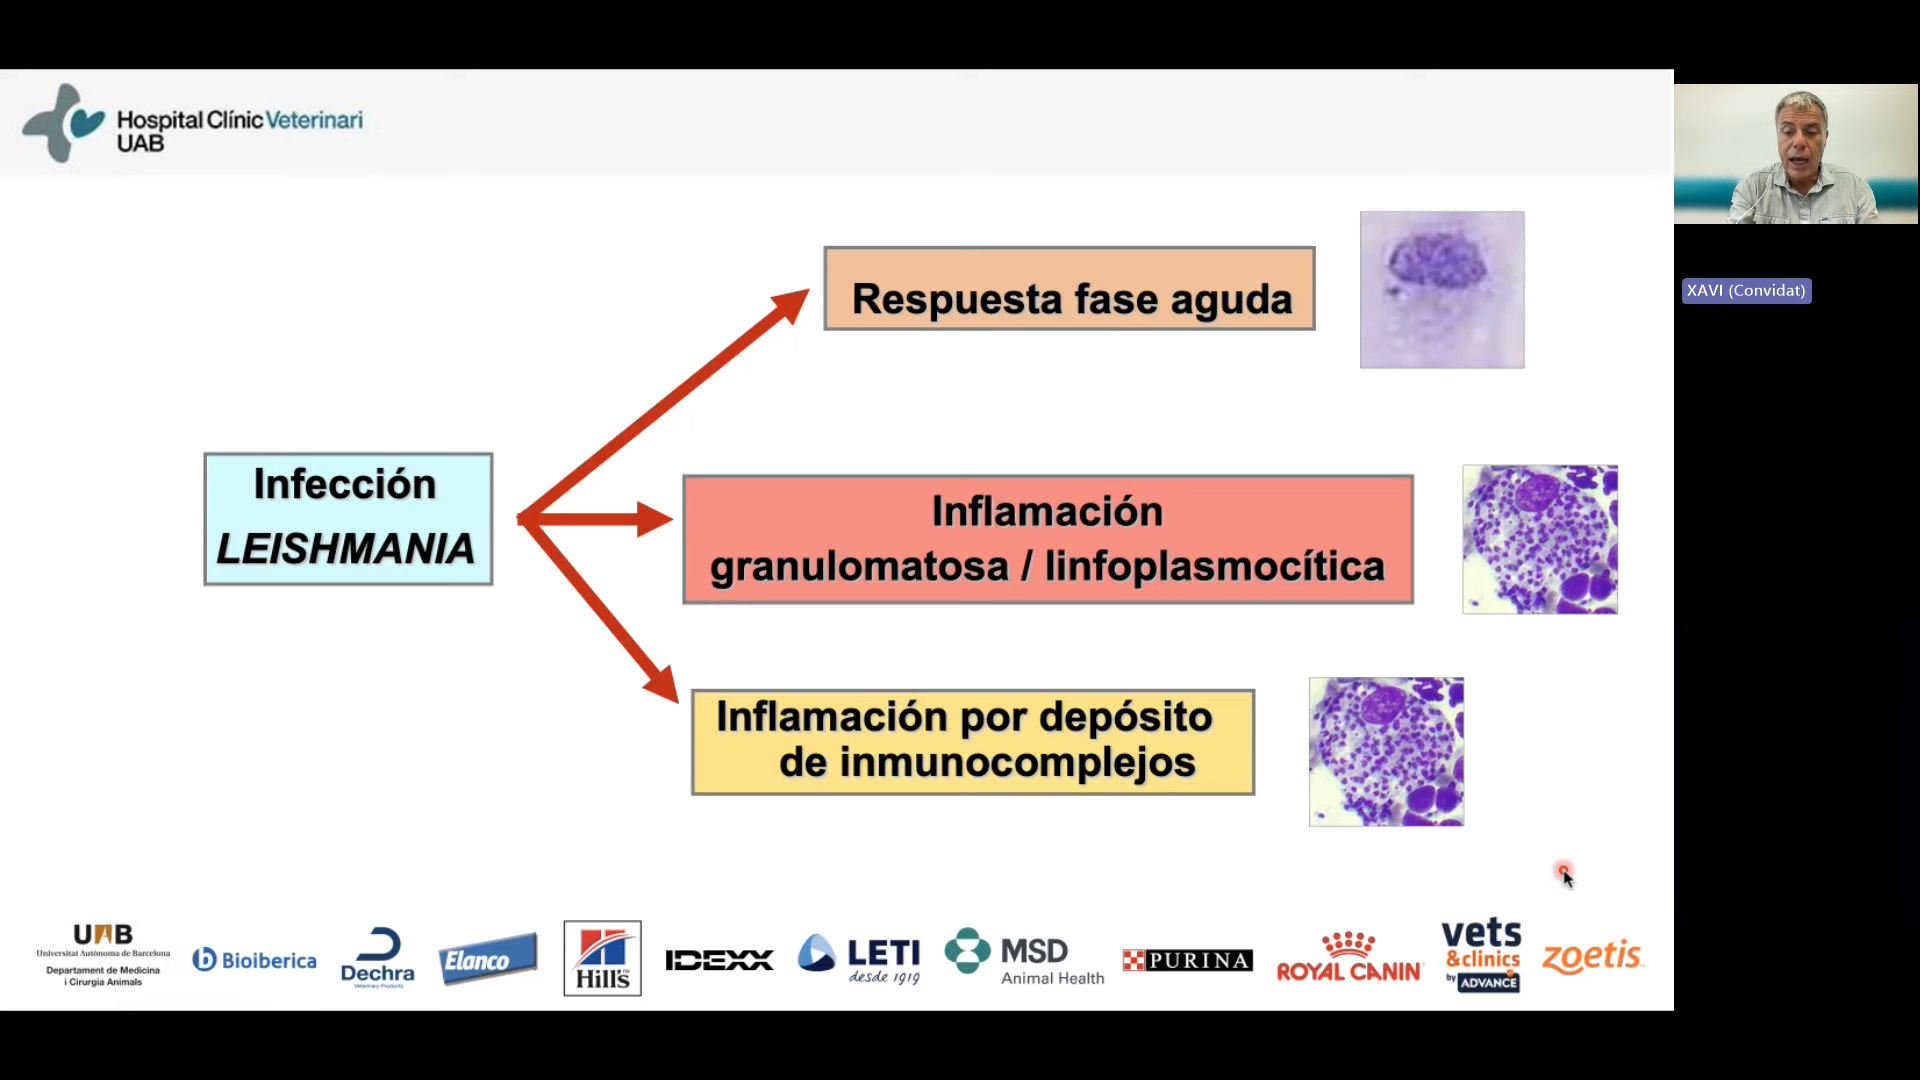 Hospital Clínic Veterinari
UAB
XAVI (Convidat)
Respuesta fase aguda
Infección
LEISHMANIA
Inflamación
granulomatosa / linfoplasmocítica
Inflamación por depósito
de inmunocomplejos
UAB
Universitat Autònoma de Barcelona
Departament de Medicina
i Cirurgia Animals
Bioiberica
Dechra
Veterinary Products
Elanco
Hill's
IDEXX
LETI
desde 1919
MSD
Animal Health
PURINA
ROYAL CANIN
vets
&clinics
by ADVANCE
zoetis